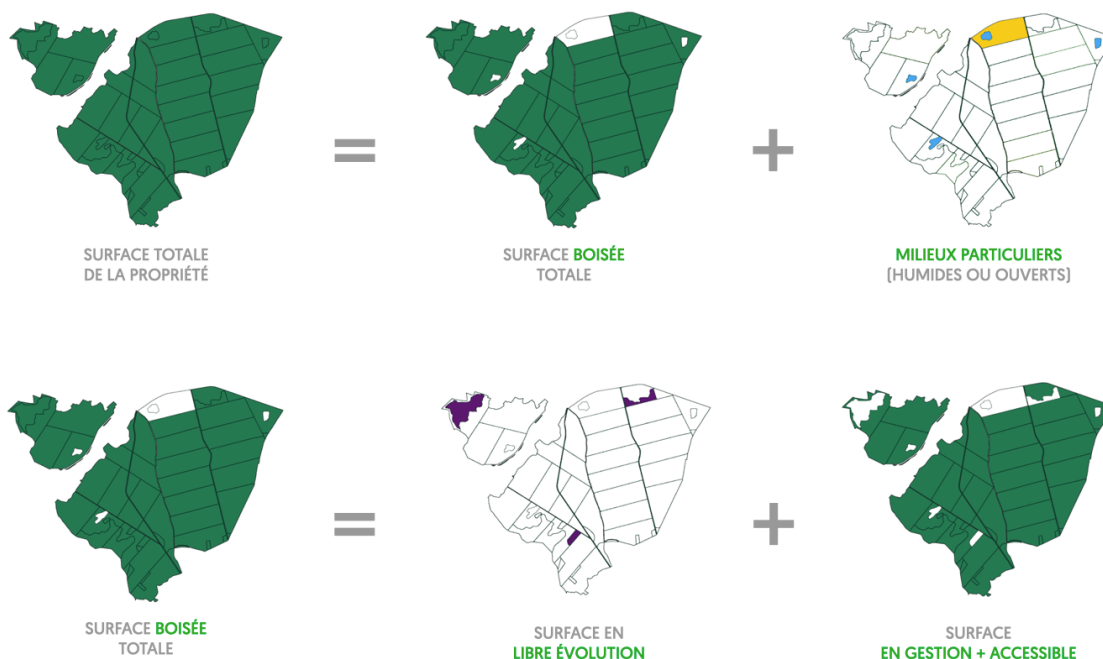 =
+
SURFACE TOTALE
DE LA PROPRIÉTÉ
SURFACE BOISÉE
TOTALE
MILIEUX PARTICULIERS
(HUMIDES OU OUVERTS)
=
+
SURFACE BOISÉE
TOTALE
SURFACE EN
LIBRE ÉVOLUTION
SURFACE
EN GESTION + ACCESSIBLE